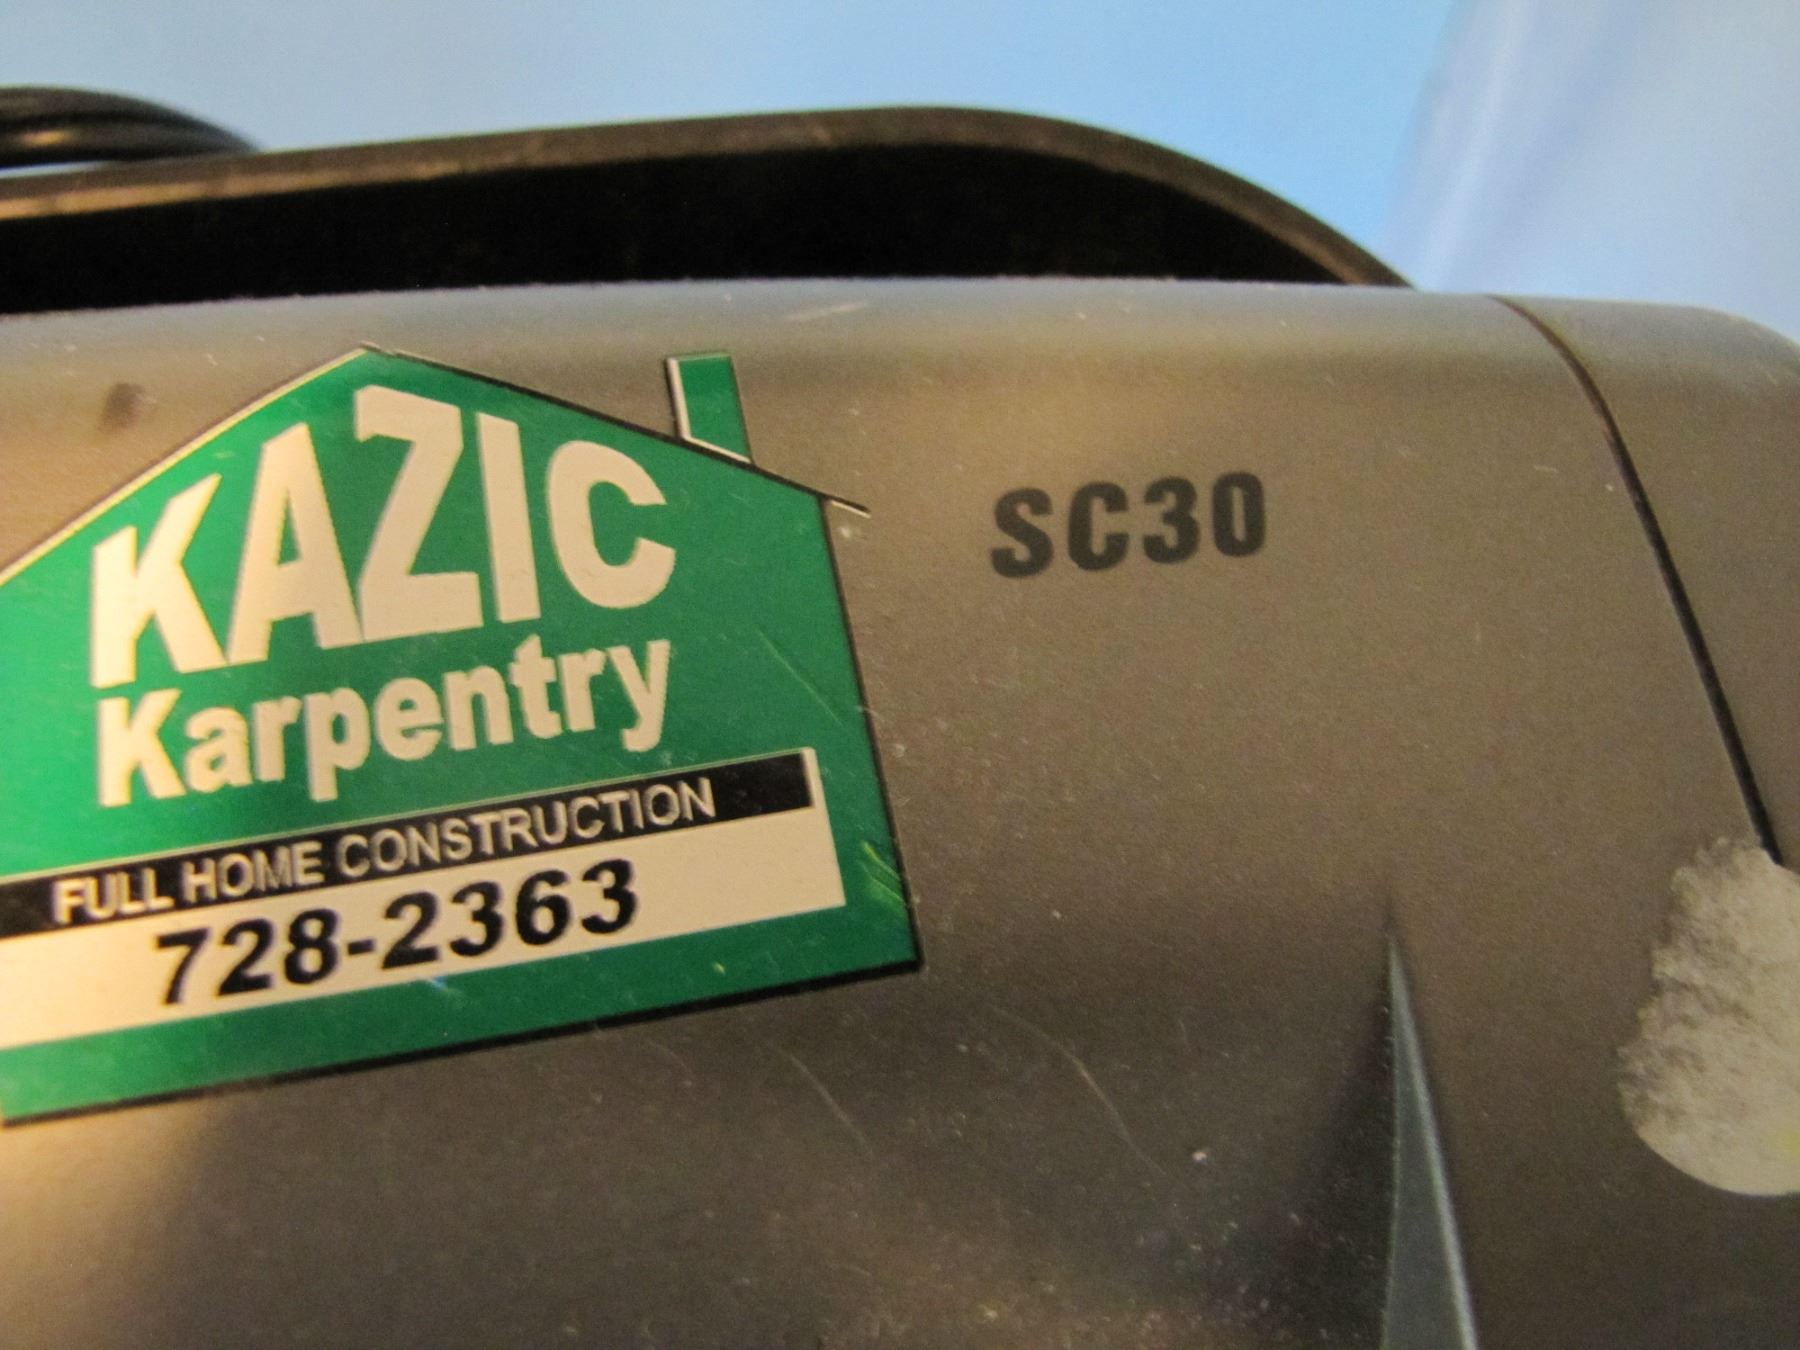 KAZIC
Karpentry
FULL HOME CONSTRUCTION
728-2363
SC30